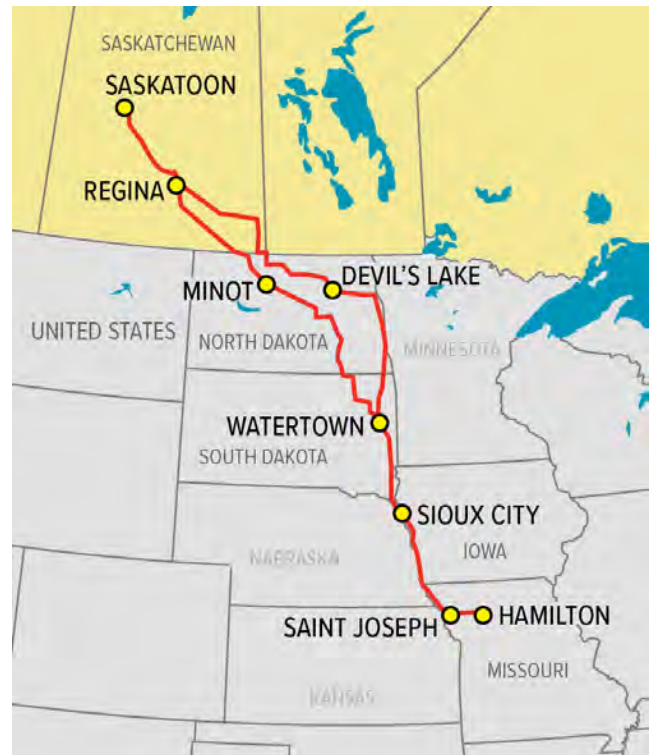 SASKATCHEWAN
SASKATOON
REGINA
DEVIL'S LAKE
MINOT
UNITED STATES
NORTH DAKOTA
MINNESOTA
WATERTOWN
SOUTH DAKOTA
SIOUX CITY
IOWA
NEBRASKA
SAINT JOSEPH
HAMILTON
MISSOURI
KANSAS